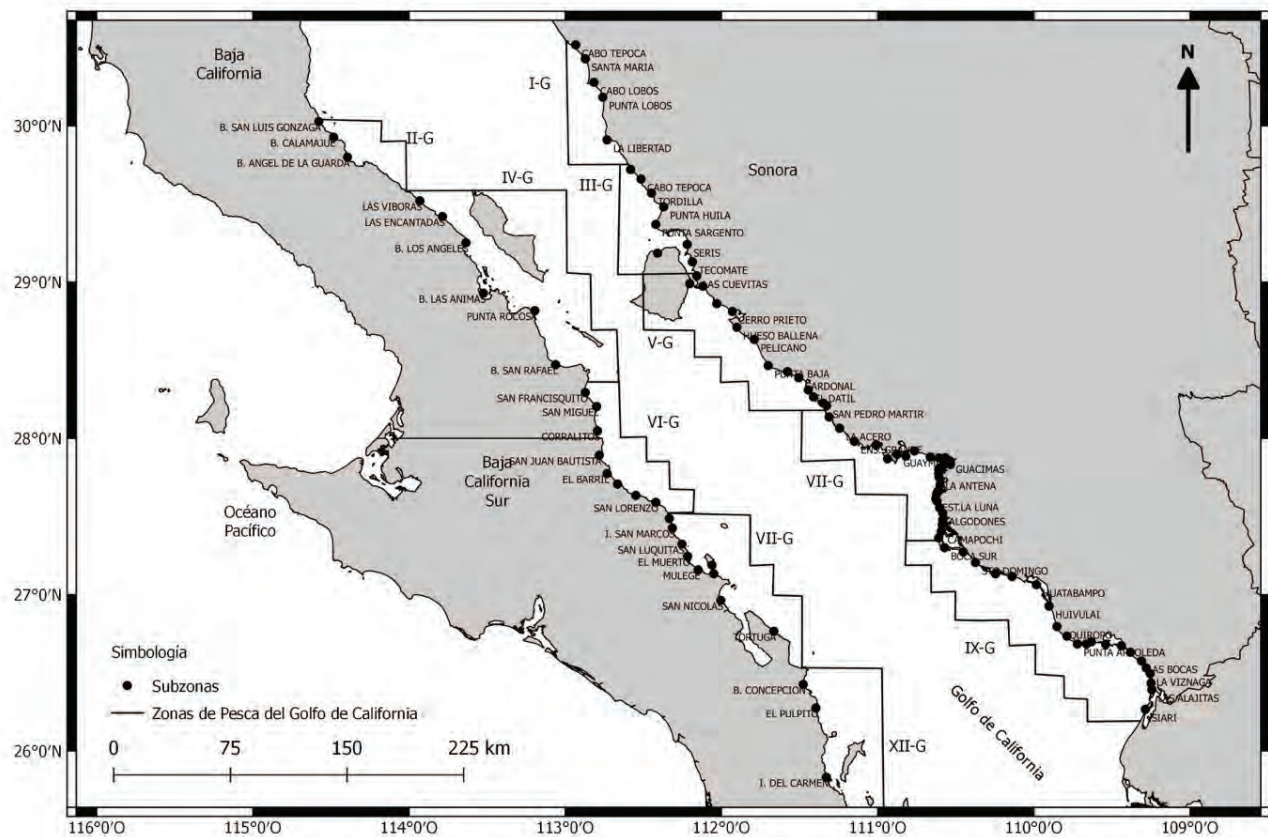 Baja
California
Sonora
N
I-G
II-G
III-G
IV-G
V-G
VI-G
VII-G
VII-G
IX-G
XII-G
CABO TEPOCA
SANTA MARIA
CABO LOBOS
PUNTA LOBOS
LA LIBERTAD
CABO TEPOCA
TORDILLA
PUNTA HUILA
PUNTA SARGENTO
SERIS
TECOMATE
LAS CUEVITAS
CERRO PRIETO
HUESO BALLENA
PELICANO
PUNTA BAJA
CARDONAL
EL DATIL
SAN PEDRO MARTIR
GUACIMAS
LA ANTENA
EST.LA LUNA
ALGODONES
CAMAPOCHI
BOCA SUR
HUATABAMPO
HUIVULAI
PUNTA ARBOLEDA
LAS BOCAS
LA VIZNAGA
SIARI
B. SAN LUIS GONZAGA
B. CALAMAJUE
B. ANGEL DE LA GUARDA
LAS VIBORAS
LAS ENCANTADAS
B. LOS ANGELES
B. LAS ANIMAS
PUNTA ROCOSA
B. SAN RAFAEL
SAN FRANCISQUITO
SAN MIGUEL
CORRALITOS
SAN JUAN BAUTISTA
EL BARRIL
SAN LORENZO
I. SAN MARCOS
SAN LUQUITAS
EL MUERTO
MULEGE
SAN NICOLAS
TORTUGA
B. CONCEPCION
EL PULPITO
I. DEL CARMEN
Baja
California
Sur
Océano
Pacífico
Golfo de California
Simbología
Subzonas
Zonas de Pesca del Golfo de California
0 75 150 225 km
30°0'N
29°0'N
28°0'N
27°0'N
26°0'N
116°O 115°0'O 114°0'O 113°0'O 112°0'O 111°0'O 110°0'O 109°0'O